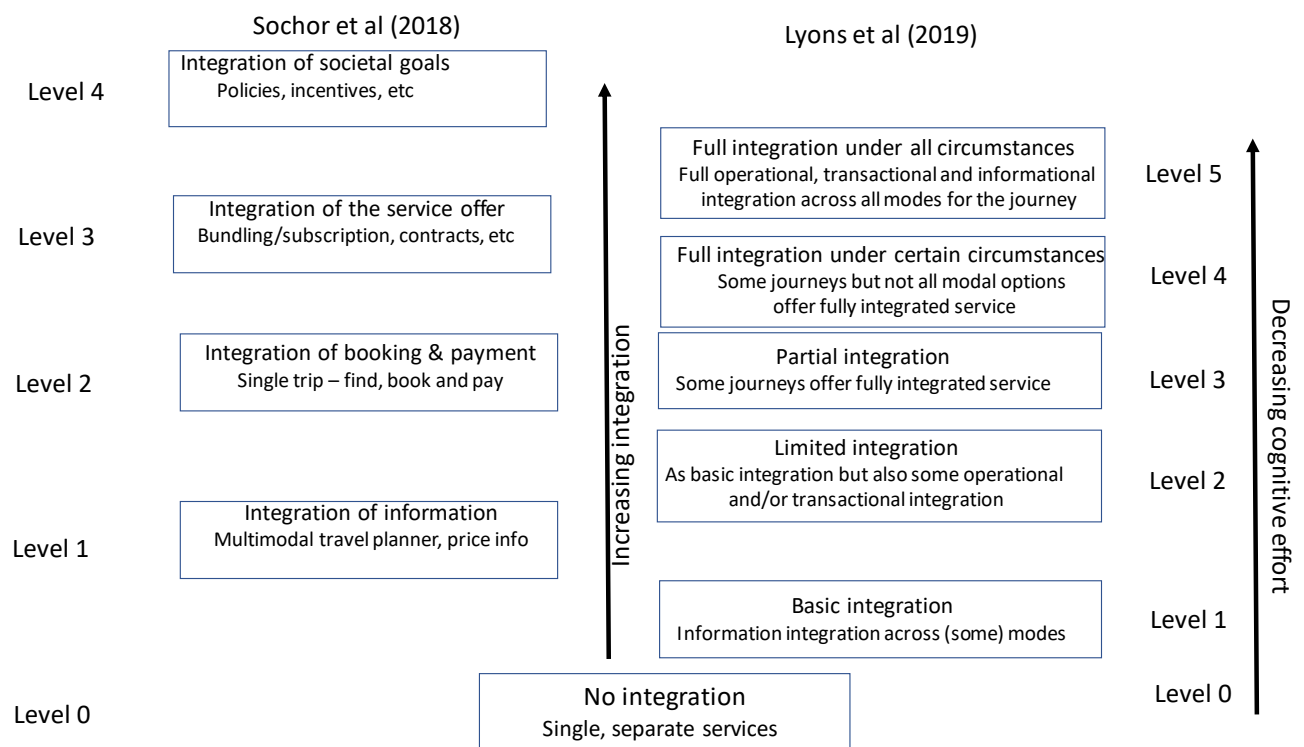 Sochor et al (2018)
Level 4
Integration of societal goals
Policies, incentives, etc
Level 3
Integration of the service offer
Bundling/subscription, contracts, etc
Level 2
Integration of booking & payment
Single trip – find, book and pay
Level 1
Integration of information
Multimodal travel planner, price info
Level 0
No integration
Single, separate services
Increasing integration
Lyons et al (2019)
Full integration under all circumstances
Full operational, transactional and informational
integration across all modes for the journey
Level 5
Full integration under certain circumstances
Some journeys but not all modal options
offer fully integrated service
Level 4
Partial integration
Some journeys offer fully integrated service
Level 3
Limited integration
As basic integration but also some operational
and/or transactional integration
Level 2
Basic integration
Information integration across (some) modes
Level 1
Level 0
Decreasing cognitive effort